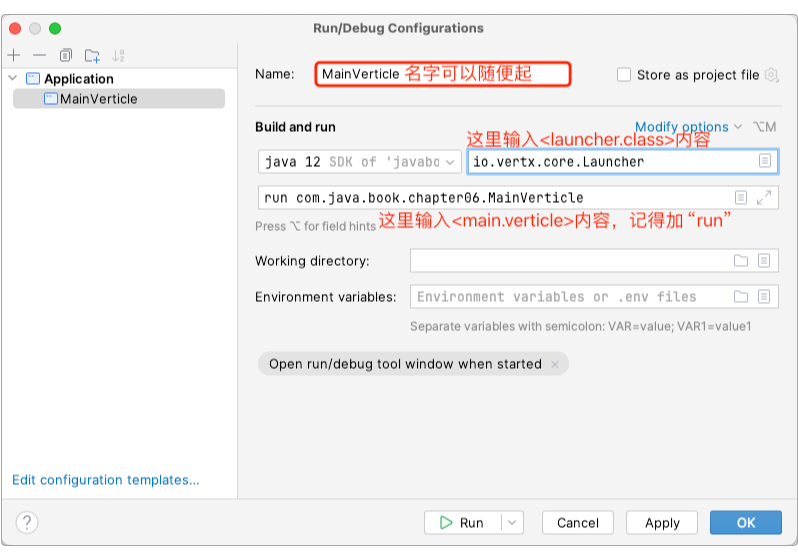 Run/Debug Configurations
Application
MainVerticle
Name: MainVerticle 名字可以随便起 Store as project file
Build and run Modify options ⌥M
这里输入<launcher.class>内容
java 12 SDK of 'javabo io.vertx.core.Launcher
run com.java.book.chapter06.MainVerticle
Press ⌥ for field hints 这里输入<main.verticle>内容，记得加 “run”
Working directory:
Environment variables: Environment variables or .env files
Separate variables with semicolon: VAR=value; VAR1=value1
Open run/debug tool window when started ×
Edit configuration templates...
? Run Cancel Apply OK